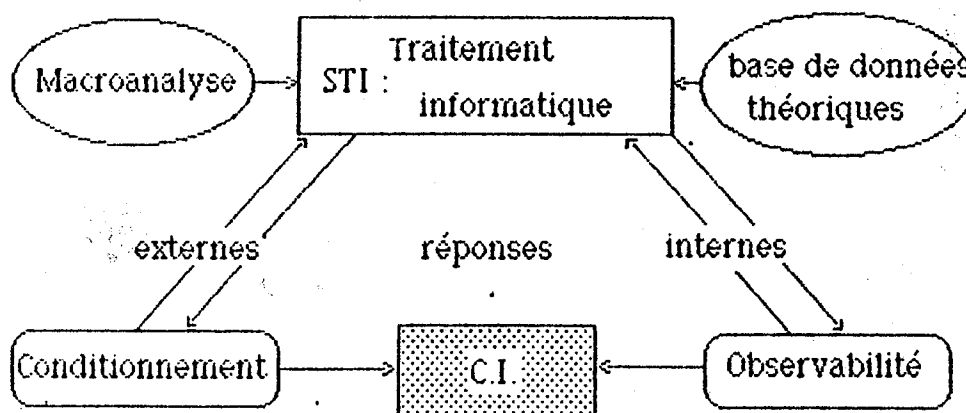 Traitement
STI :
informatique
Macroanalyse
base de données
théoriques
externes
réponses
internes
Conditionnement
C.I.
Observabilité